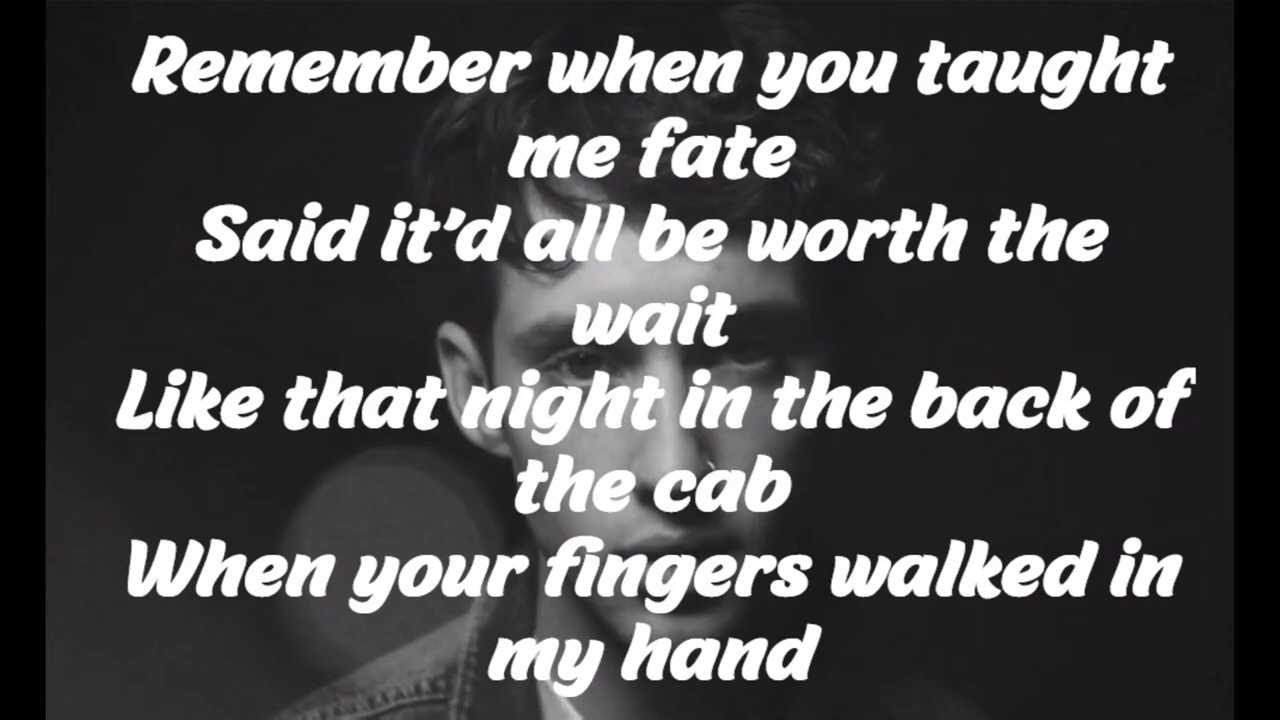 Remember when you taught
me fate
Said it'd all be worth the
wait
Like that night in the back of
the cab
When your fingers walked in
my hand